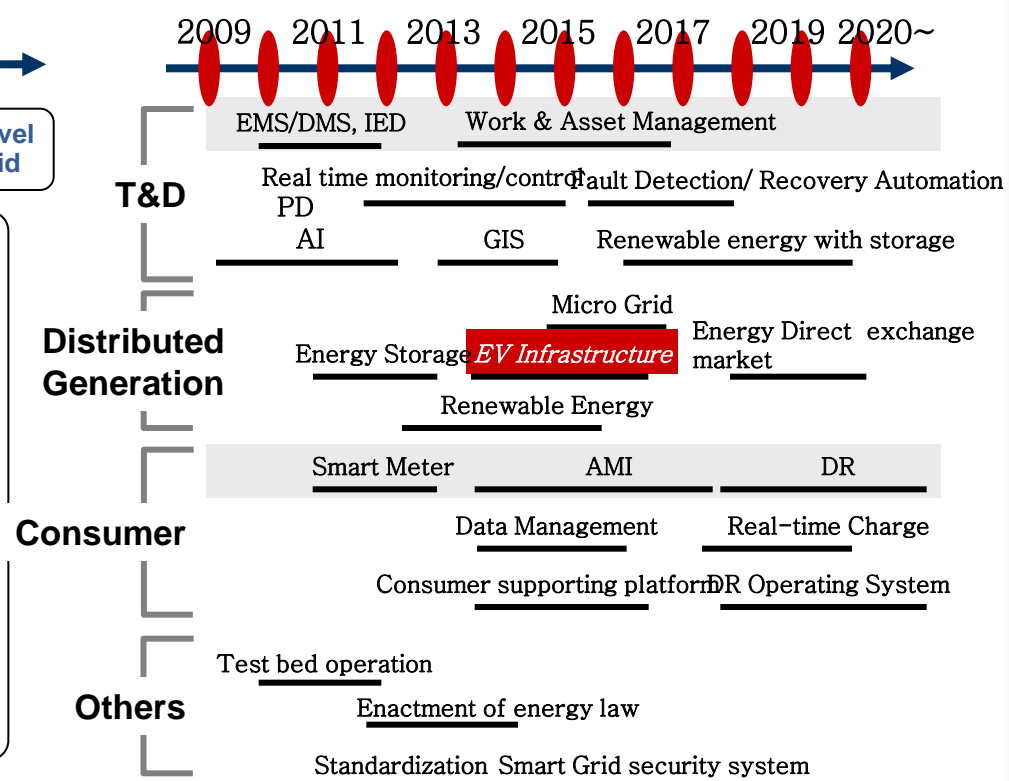 2009 2011 2013 2015 2017 2019 2020~
vel
id
T&D
EMS/DMS, IED Work & Asset Management
Real time monitoring/control Fault Detection/ Recovery Automation
PD
AI GIS Renewable energy with storage
Distributed
Generation
Micro Grid
Energy Storage EV Infrastructure Energy Direct exchange
market
Renewable Energy
Consumer
Smart Meter AMI DR
Data Management Real-time Charge
Consumer supporting platform DR Operating System
Others
Test bed operation
Enactment of energy law
Standardization Smart Grid security system